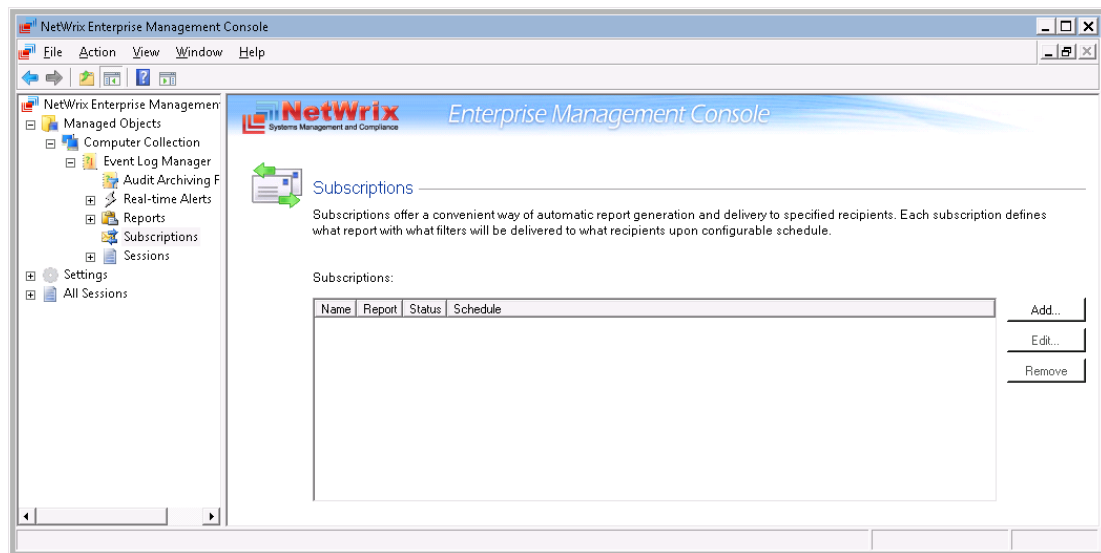 NetWrix Enterprise Management Console
File Action View Window Help
NetWrix Enterprise Managemen
Managed Objects
Computer Collection
Event Log Manager
Audit Archiving F
Real-time Alerts
Reports
Subscriptions
Sessions
Settings
All Sessions
NetWrix
Systems Management and Compliance
Enterprise Management Console
Subscriptions
Subscriptions offer a convenient way of automatic report generation and delivery to specified recipients. Each subscription defines
what report with what filters will be delivered to what recipients upon configurable schedule.
Subscriptions:
Name Report Status Schedule
Add...
Edit...
Remove